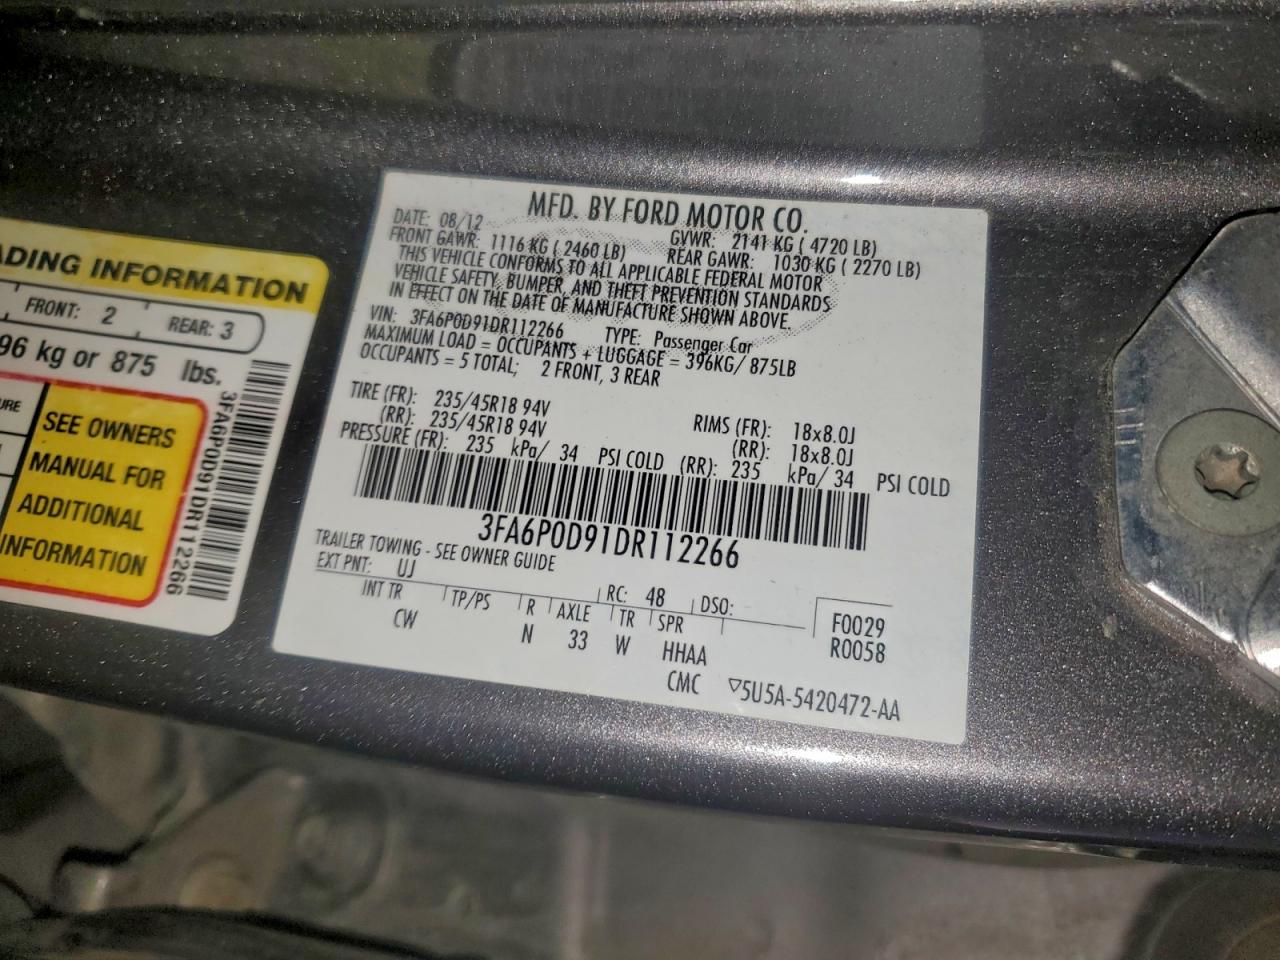 ADING INFORMATION
FRONT: 2
REAR: 3
96 kg or 875 lbs.
URE
SEE OWNERS
MANUAL FOR
ADDITIONAL
INFORMATION
3FA6P0D91DR112266
MFD. BY FORD MOTOR CO.
DATE: 08/12 GVWR: 2141 KG ( 4720 LB)
FRONT GAWR: 1116 KG ( 2460 LB) REAR GAWR: 1030 KG ( 2270 LB)
THIS VEHICLE CONFORMS TO ALL APPLICABLE FEDERAL MOTOR
VEHICLE SAFETY, BUMPER, AND THEFT PREVENTION STANDARDS
IN EFFECT ON THE DATE OF MANUFACTURE SHOWN ABOVE.
VIN: 3FA6P0D91DR112266 TYPE: Passenger Car
MAXIMUM LOAD = OCCUPANTS + LUGGAGE = 396KG/ 875LB
OCCUPANTS = 5 TOTAL; 2 FRONT, 3 REAR
TIRE (FR): 235/45R18 94V RIMS (FR): 18x8.0J
(RR): 235/45R18 94V (RR): 18x8.0J
PRESSURE (FR): 235 kPa/ 34 PSI COLD (RR): 235 kPa/ 34 PSI COLD
3FA6P0D91DR112266
TRAILER TOWING - SEE OWNER GUIDE
EXT PNT: UJ RC: 48 DSO:
INT TR TP/PS R AXLE TR SPR
CW N 33 W HHAA
CMC
F0029
R0058
▽5U5A-5420472-AA